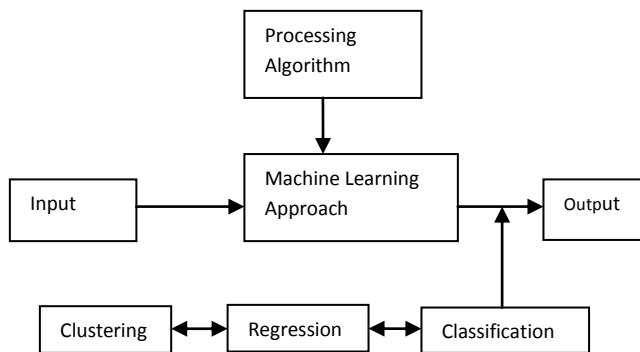 Processing
Algorithm
Machine Learning
Approach
Input
Output
Clustering
Regression
Classification